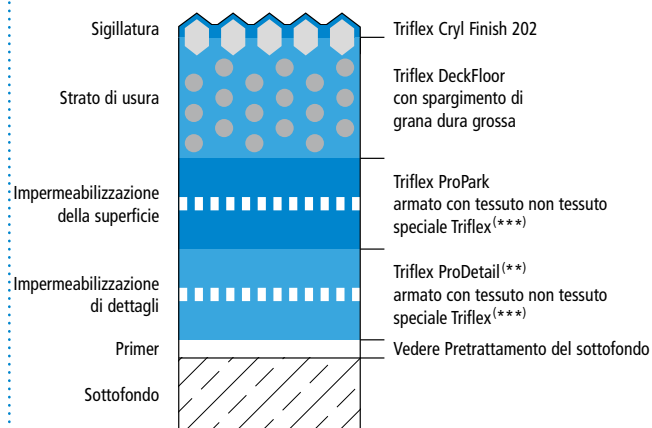 Sigillatura
Triflex Cryl Finish 202
Strato di usura
Triflex DeckFloor
con spargimento di
grana dura grossa
Impermeabilizzazione
della superficie
Triflex ProPark
armato con tessuto non tessuto
speciale Triflex(***)
Impermeabilizzazione
di dettagli
Triflex ProDetail(**)
armato con tessuto non tessuto
speciale Triflex(***)
Primer
Vedere Pretrattamento del sottofondo
Sottofondo